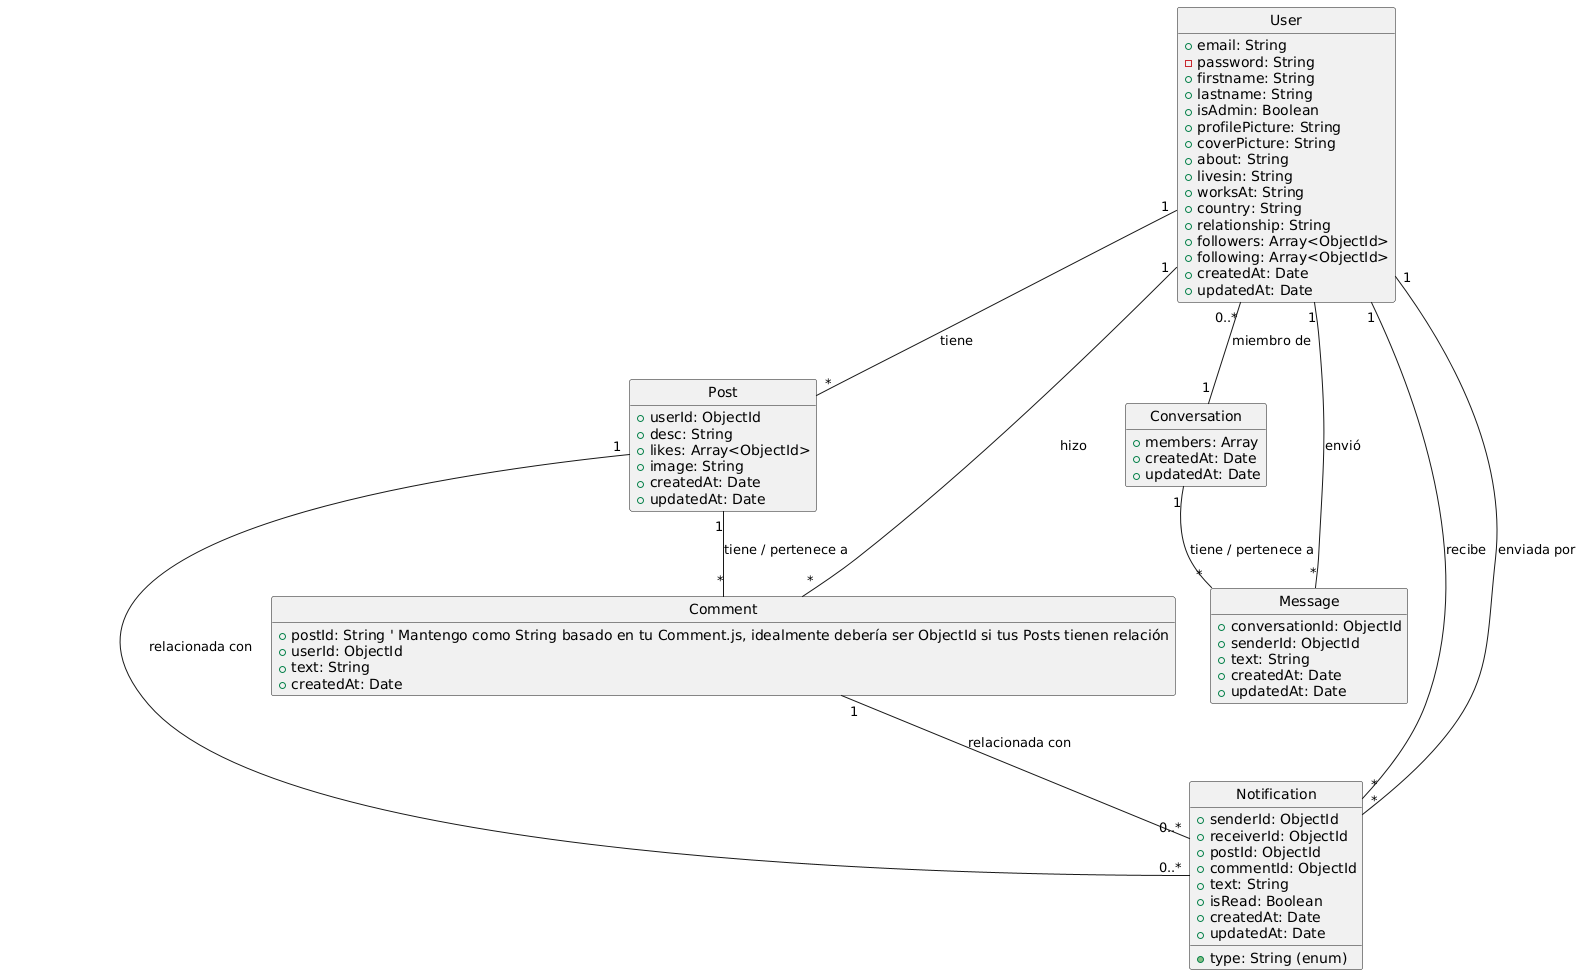 User
email: String
password: String
firstname: String
lastname: String
isAdmin: Boolean
profilePicture: String
coverPicture: String
about: String
livesin: String
worksAt: String
country: String
relationship: String
followers: Array<ObjectId>
following: Array<ObjectId>
createdAt: Date
updatedAt: Date
1
1
1
0..*
1
1
tiene
miembro de
*
1
Post
userId: ObjectId
desc: String
likes: Array<ObjectId>
image: String
createdAt: Date
updatedAt: Date
Conversation
members: Array
createdAt: Date
updatedAt: Date
1
hizo
envió
1
1
tiene / pertenece a
tiene / pertenece a
recibe
enviada por
*
*
*
*
Comment
postId: String ' Mantengo como String basado en tu Comment.js, idealmente debería ser ObjectId si tus Posts tienen relación
userId: ObjectId
text: String
createdAt: Date
Message
conversationId: ObjectId
senderId: ObjectId
text: String
createdAt: Date
updatedAt: Date
relacionada con
1
relacionada con
*
*
0..*
0..*
Notification
senderId: ObjectId
receiverId: ObjectId
postId: ObjectId
commentId: ObjectId
text: String
isRead: Boolean
createdAt: Date
updatedAt: Date
type: String (enum)